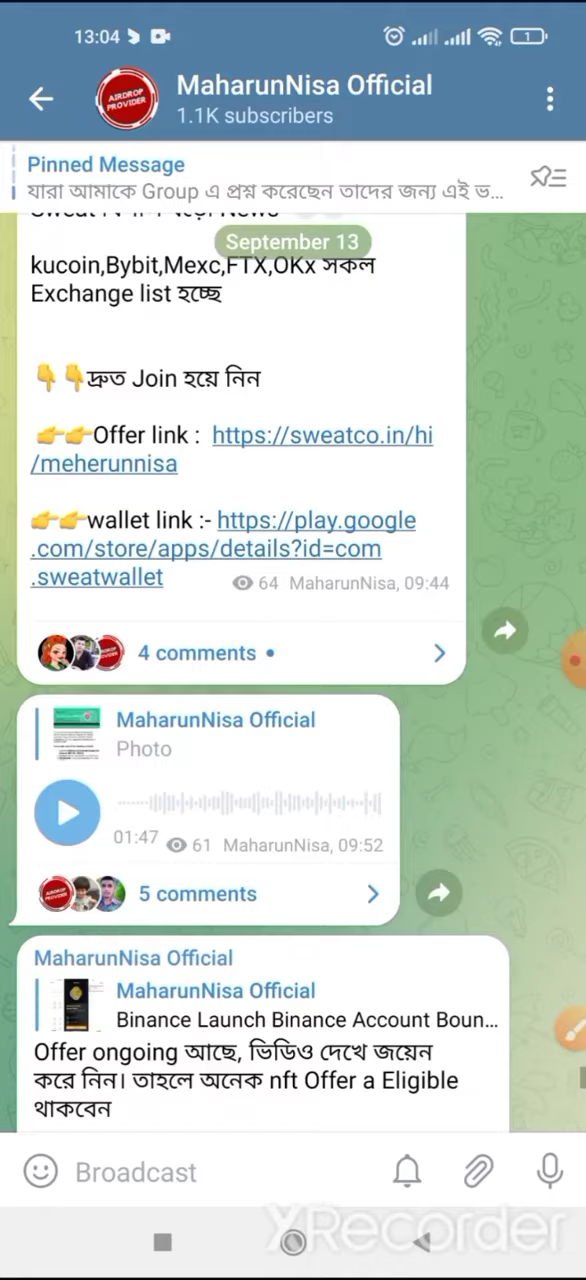 13:04
1
AIRDROP
PROVIDER
MaharunNisa Official
1.1K subscribers
Pinned Message
যারা আমাকে Group এ প্রশ্ন করেছেন তাদের জন্য এই ভ...
September 13
kucoin,Bybit,Mexc,FTX,OKx সকল
Exchange list হচ্ছে
👇👇দ্রুত Join হয়ে নিন
👉👉Offer link : https://sweatco.in/hi
/meherunnisa
👉👉wallet link :- https://play.google
.com/store/apps/details?id=com
.sweatwallet
64 MaharunNisa, 09:44
4 comments
MaharunNisa Official
Photo
01:47 61 MaharunNisa, 09:52
5 comments
MaharunNisa Official
MaharunNisa Official
Binance Launch Binance Account Boun...
Offer ongoing আছে, ভিডিও দেখে জয়েন
করে নিন। তাহলে অনেক nft Offer a Eligible
থাকবেন
Broadcast
XRecorder